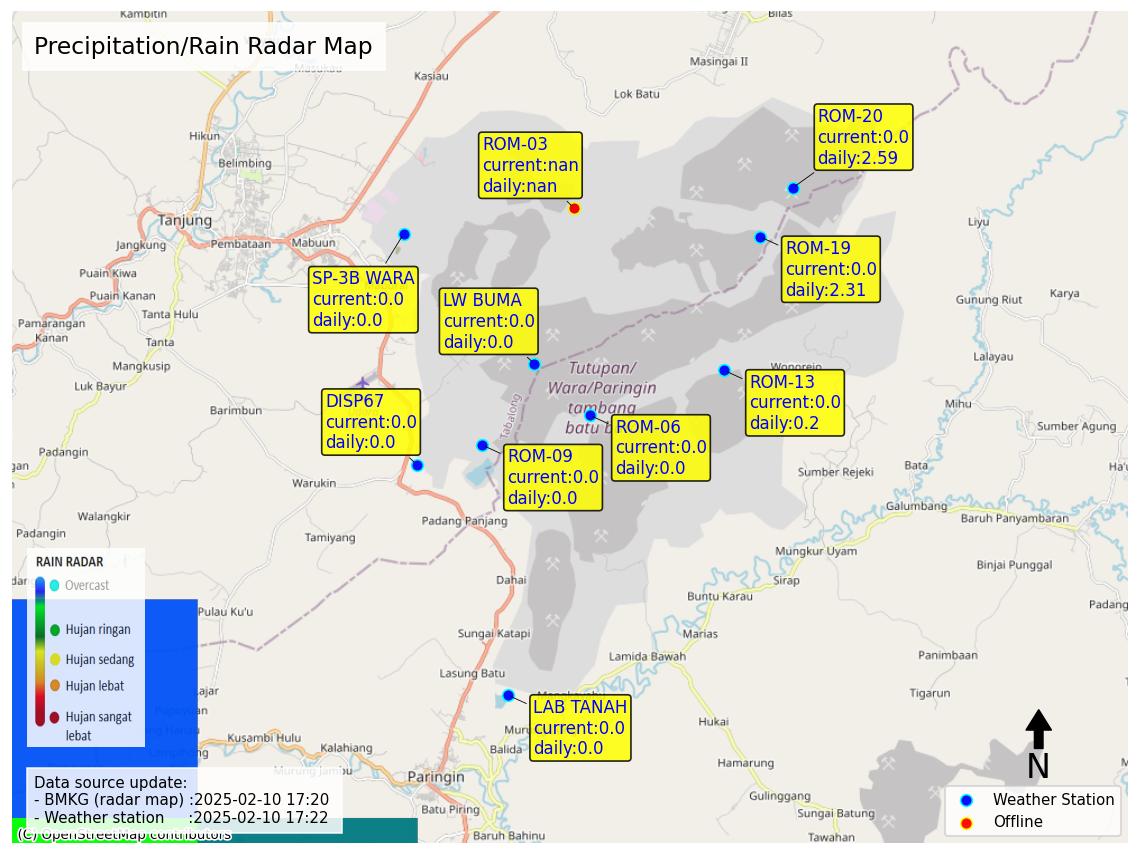 Precipitation/Rain Radar Map
Kambitin
Bilas
Masingai II
Kasiau
Lok Batu
Hikun
Belimbing
Tanjung
Jangkung
Pembataan
Mabuun
Puain Kiwa
Puain Kanan
Tanta Hulu
Pamarangan
Kanan
Tanta
Mangkusip
Luk Bayur
Barimbun
Padangin
Warukin
Walangkir
Padangin
Tamiyang
Padang Panjang
Dahai
Pulau Ku'u
Sungai Katapi
Lasung Batu
Kusambi Hulu
Kalahiang
Murung Jambu
Paringin
Balida
Batu Piring
Baruh Bahinu
ROM-03
current:nan
daily:nan
ROM-20
current:0.0
daily:2.59
ROM-19
current:0.0
daily:2.31
SP-3B WARA
current:0.0
daily:0.0
LW BUMA
current:0.0
daily:0.0
Tutupan/
Wara/Paringin
tambang
batu
Tabalong
ROM-13
current:0.0
daily:0.2
DISP67
current:0.0
daily:0.0
ROM-06
current:0.0
daily:0.0
ROM-09
current:0.0
daily:0.0
LAB TANAH
current:0.0
daily:0.0
Liyu
Gunung Riut
Karya
Lalayau
Wonorejo
Mihu
Sumber Agung
Bata
Sumber Rejeki
Galumbang
Baruh Panyambaran
Mungkur Uyam
Binjai Punggal
Sirap
Buntu Karau
Marias
Lamida Bawah
Panimbaan
Tigarun
Hukai
Hamarung
Gulinggang
Sungai Batung
Tawahan
RAIN RADAR
Overcast
Hujan ringan
Hujan sedang
Hujan lebat
Hujan sangat
lebat
Data source update:
- BMKG (radar map) :2025-02-10 17:20
- Weather station :2025-02-10 17:22
(C) OpenStreetMap contributors
N
Weather Station
Offline